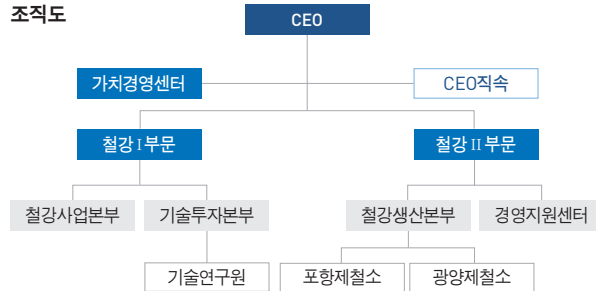 조직도
CEO
가치경영센터
CEO직속
철강 I 부문
철강 II 부문
철강사업본부
기술투자본부
철강생산본부
경영지원센터
기술연구원
포항제철소
광양제철소